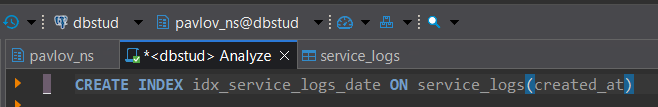 dbstud pavlov_ns@dbstud
pavlov_ns *<dbstud> Analyze service_logs
CREATE INDEX idx_service_logs_date ON service_logs(created_at)